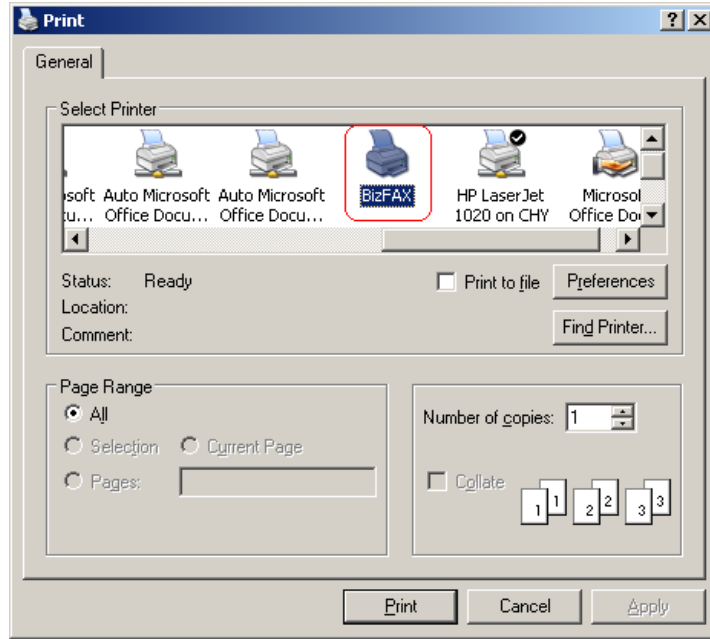 Print
General
Select Printer
osoft Auto Microsoft Auto Microsoft BizFAX HP LaserJet Microsof
u... Office Docu... Office Docu... 1020 on CHY Office Do
Status: Ready
Print to file Preferences
Location:
Comment:
Find Printer...
Page Range
All
Number of copies: 1
Selection Current Page
Pages:
Collate
1 1 2 2 3 3
Print Cancel Apply